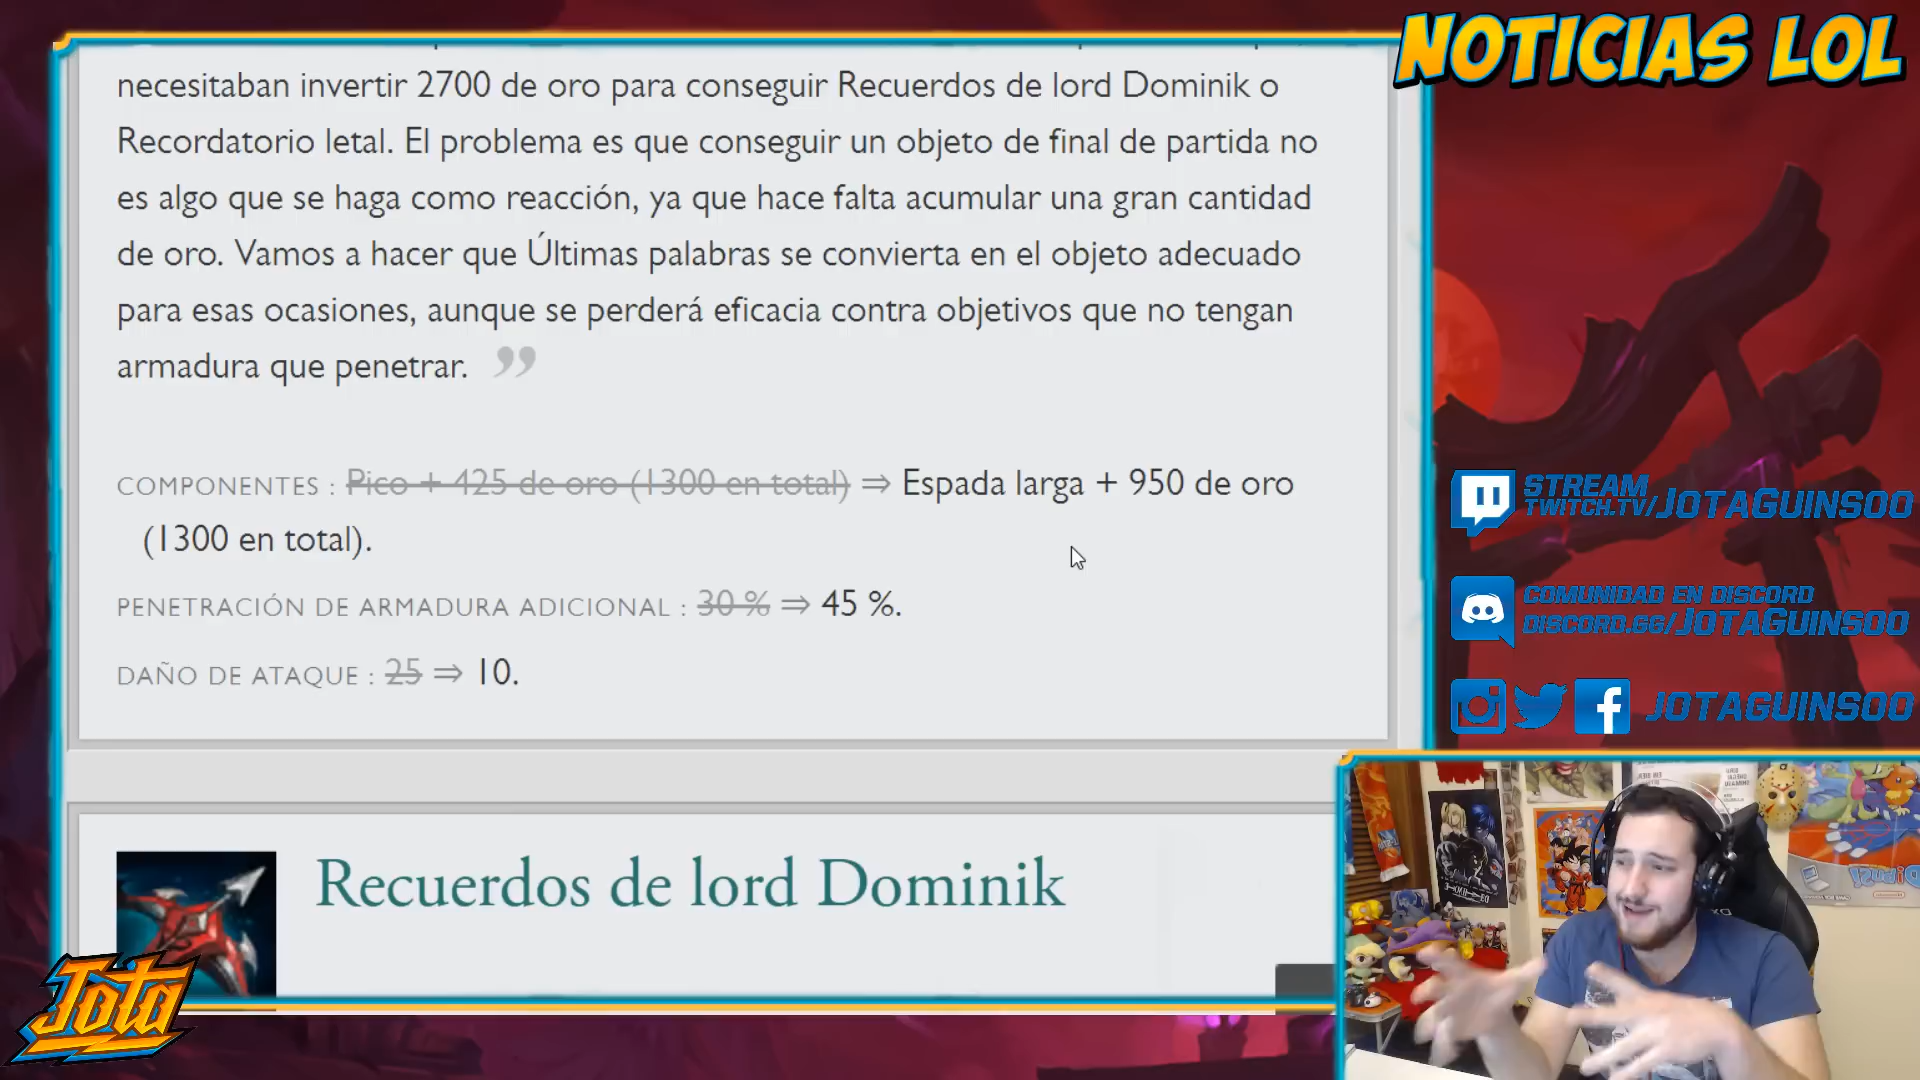 NOTICIAS LOL
necesitaban invertir 2700 de oro para conseguir Recuerdos de lord Dominik o
Recordatorio letal. El problema es que conseguir un objeto de final de partida no
es algo que se haga como reacción, ya que hace falta acumular una gran cantidad
de oro. Vamos a hacer que Últimas palabras se convierta en el objeto adecuado
para esas ocasiones, aunque se perderá eficacia contra objetivos que no tengan
armadura que penetrar. ”
COMPONENTES : Pico + 425 de oro (1300 en total) ⇒ Espada larga + 950 de oro
(1300 en total).
PENETRACIÓN DE ARMADURA ADICIONAL : 30 % ⇒ 45 %.
DAÑO DE ATAQUE : 25 ⇒ 10.
Recuerdos de lord Dominik
STREAM
TWITCH.TV/JOTAGUINSOO
COMUNIDAD EN DISCORD
DISCORD.GG/JOTAGUINSOO
JOTAGUINSOO
Jota